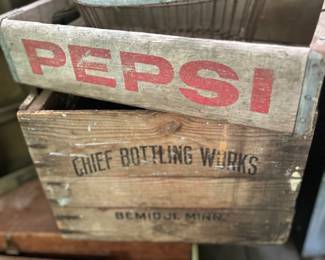 PEPSI
CHIEF BOTTLING WORKS
BEMIDJI, MINN.